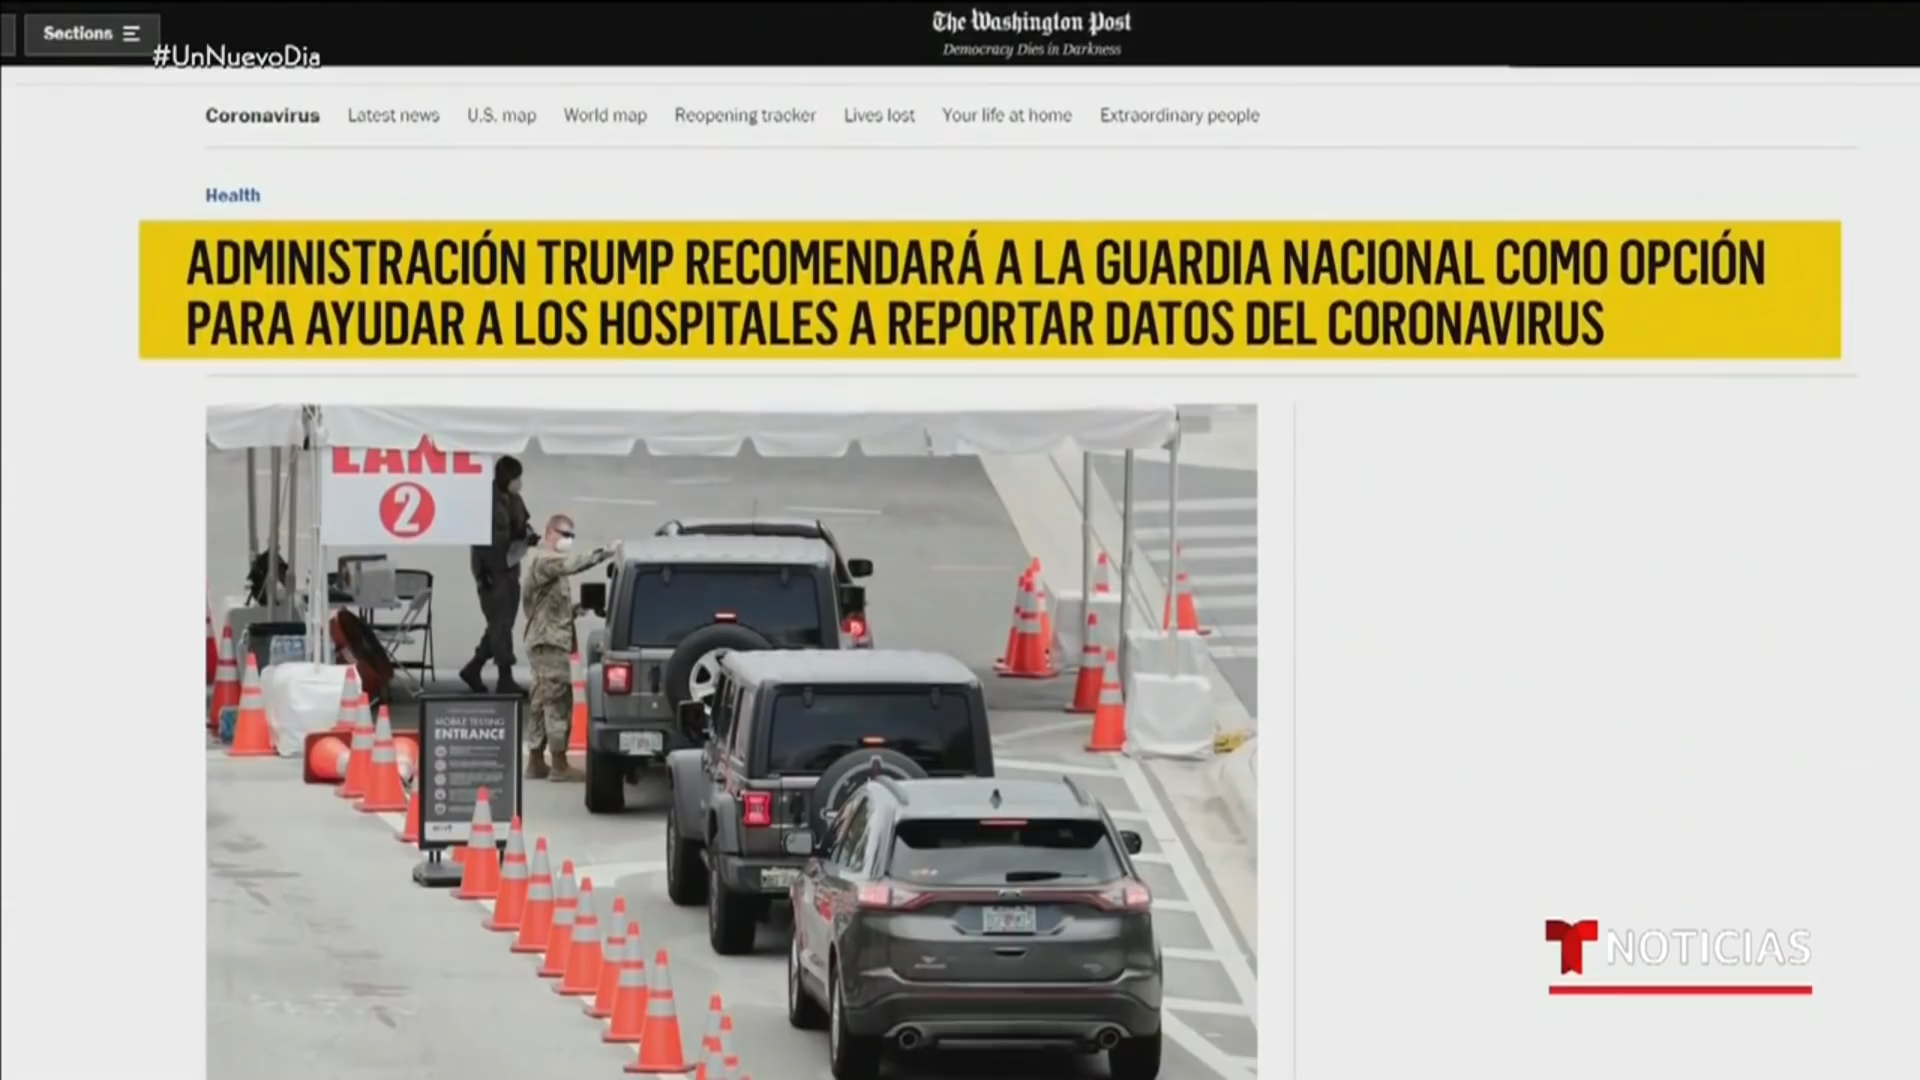 Sections
The Washington Post
Democracy Dies in Darkness
#UnNuevoDia
Coronavirus Latest news U.S. map World map Reopening tracker Lives lost Your life at home Extraordinary people
Health
ADMINISTRACIÓN TRUMP RECOMENDARÁ A LA GUARDIA NACIONAL COMO OPCIÓN
PARA AYUDAR A LOS HOSPITALES A REPORTAR DATOS DEL CORONAVIRUS
LANE
2
MOBILE TESTING
ENTRANCE
NOTICIAS